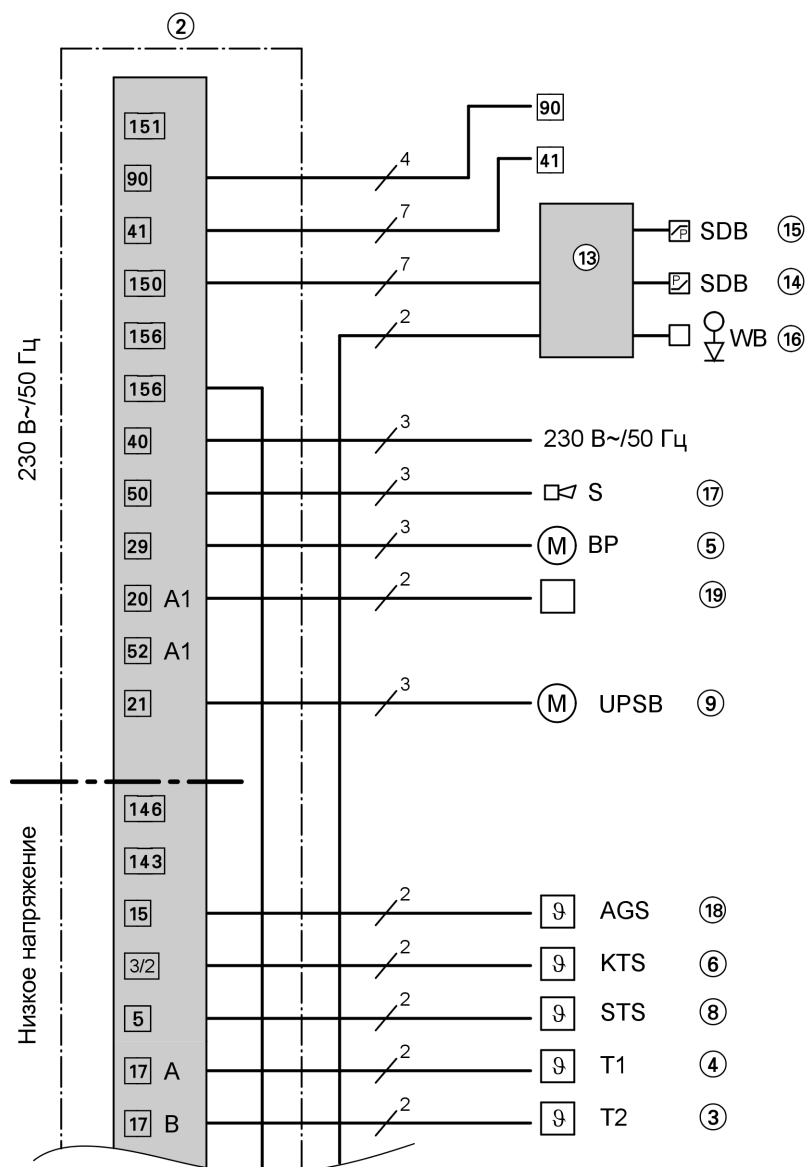 ②
151
90
4
90
41
7
41
150
7
⑬
SDB ⑮
SDB ⑭
156
2
WB ⑯
156
40
3
230 В~/50 Гц
50
3
S ⑰
29
3
M BP ⑤
20 A1
2
⑲
52 A1
21
3
M UPSB ⑨
230 В~/50 Гц
146
143
15
2
ϑ AGS ⑱
3/2
2
ϑ KTS ⑥
5
2
ϑ STS ⑧
17 A
2
ϑ T1 ④
17 B
2
ϑ T2 ③
Низкое напряжение
P
P